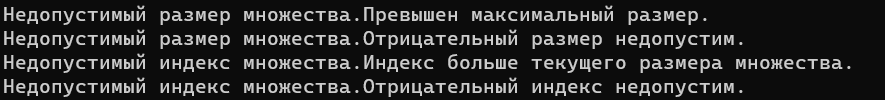 Недопустимый размер множества.Превышен максимальный размер.
Недопустимый размер множества.Отрицательный размер недопустим.
Недопустимый индекс множества.Индекс больше текущего размера множества.
Недопустимый индекс множества.Отрицательный индекс недопустим.